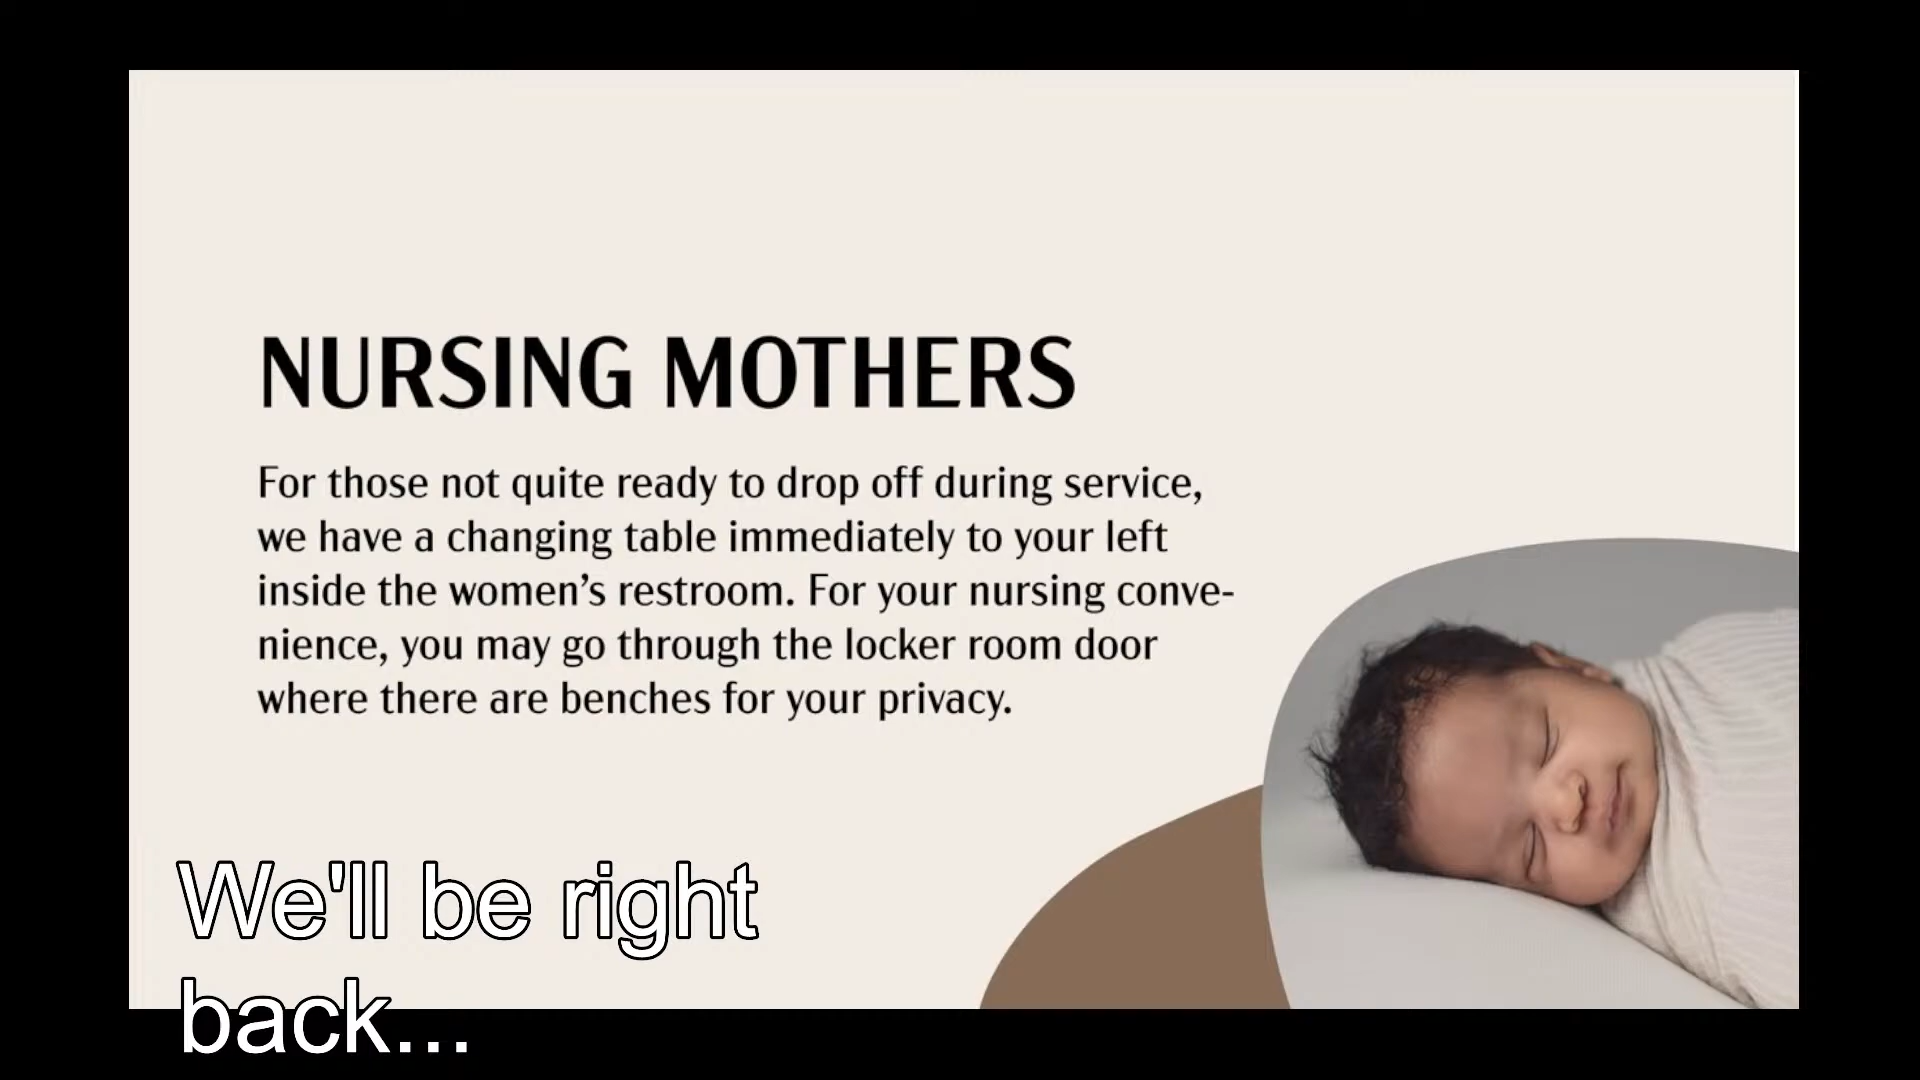 NURSING MOTHERS
For those not quite ready to drop off during service,
we have a changing table immediately to your left
inside the women’s restroom. For your nursing conve-
nience, you may go through the locker room door
where there are benches for your privacy.
We'll be right
back...